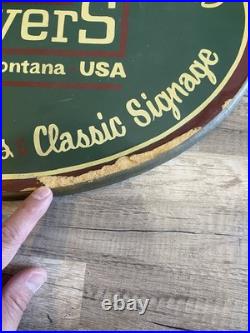 verS
ontana - USA
s & Classic Signage